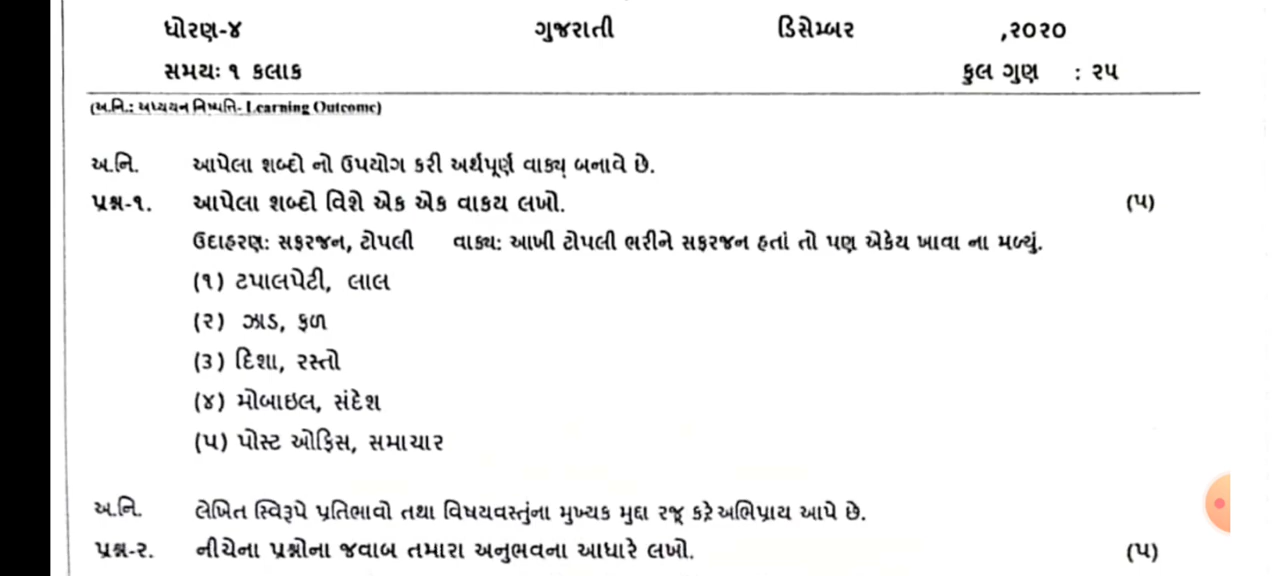 ધોરણ-૪ ગુજરાતી ડિસેમ્બર ,૨૦૨૦
સમયઃ ૧ કલાક કુલ ગુણ : ૨૫
(અ.નિ.: અધ્યયન નિષ્પત્તિ- Learning Outcome)
અ.નિ. આપેલા શબ્દો નો ઉપયોગ કરી અર્થપૂર્ણ વાક્ય બનાવે છે.
પ્રશ્ન-૧. આપેલા શબ્દો વિશે એક એક વાકય લખો. (૫)
ઉદાહરણ: સફરજન, ટોપલી વાક્ય: આખી ટોપલી ભરીને સફરજન હતાં તો પણ એકેય ખાવા ના મળ્યું.
(૧) ટપાલપેટી, લાલ
(૨) ઝાડ, ફળ
(૩) દિશા, રસ્તો
(૪) મોબાઇલ, સંદેશ
(૫) પોસ્ટ ઓફિસ, સમાચાર
અ.નિ. લેખિત સ્વિરૂપે પ્રતિભાવો તથા વિષયવસ્તુંના મુખ્યક મુદ્દા રજૂ કરે અભિપ્રાય આપે છે.
પ્રશ્ન-૨. નીચેના પ્રશ્નોના જવાબ તમારા અનુભવના આધારે લખો. (૫)